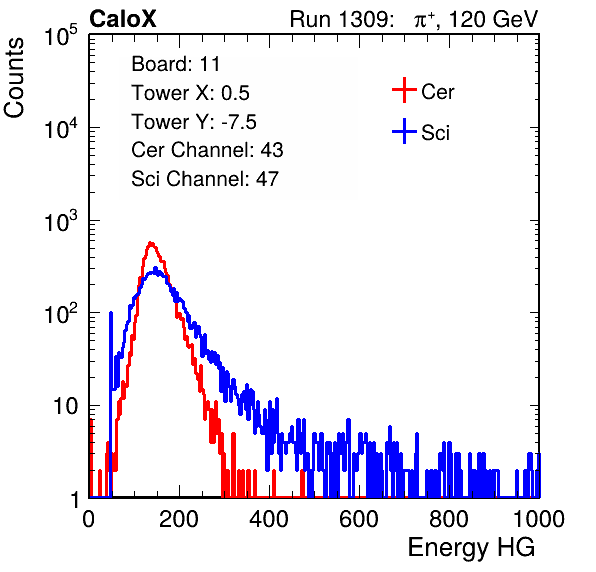 CaloX Run 1309: π⁺, 120 GeV
Counts
10⁵
10⁴
10³
10²
10
1
Board: 11
Tower X: 0.5
Tower Y: -7.5
Cer Channel: 43
Sci Channel: 47
Cer
Sci
0 200 400 600 800 1000
Energy HG